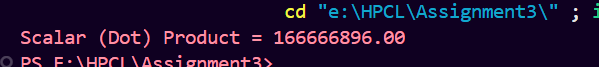 cd "e:\HPCL\Assignment3\" ; i
Scalar (Dot) Product = 166666896.00
PS E:\HPCL\Assignment3>